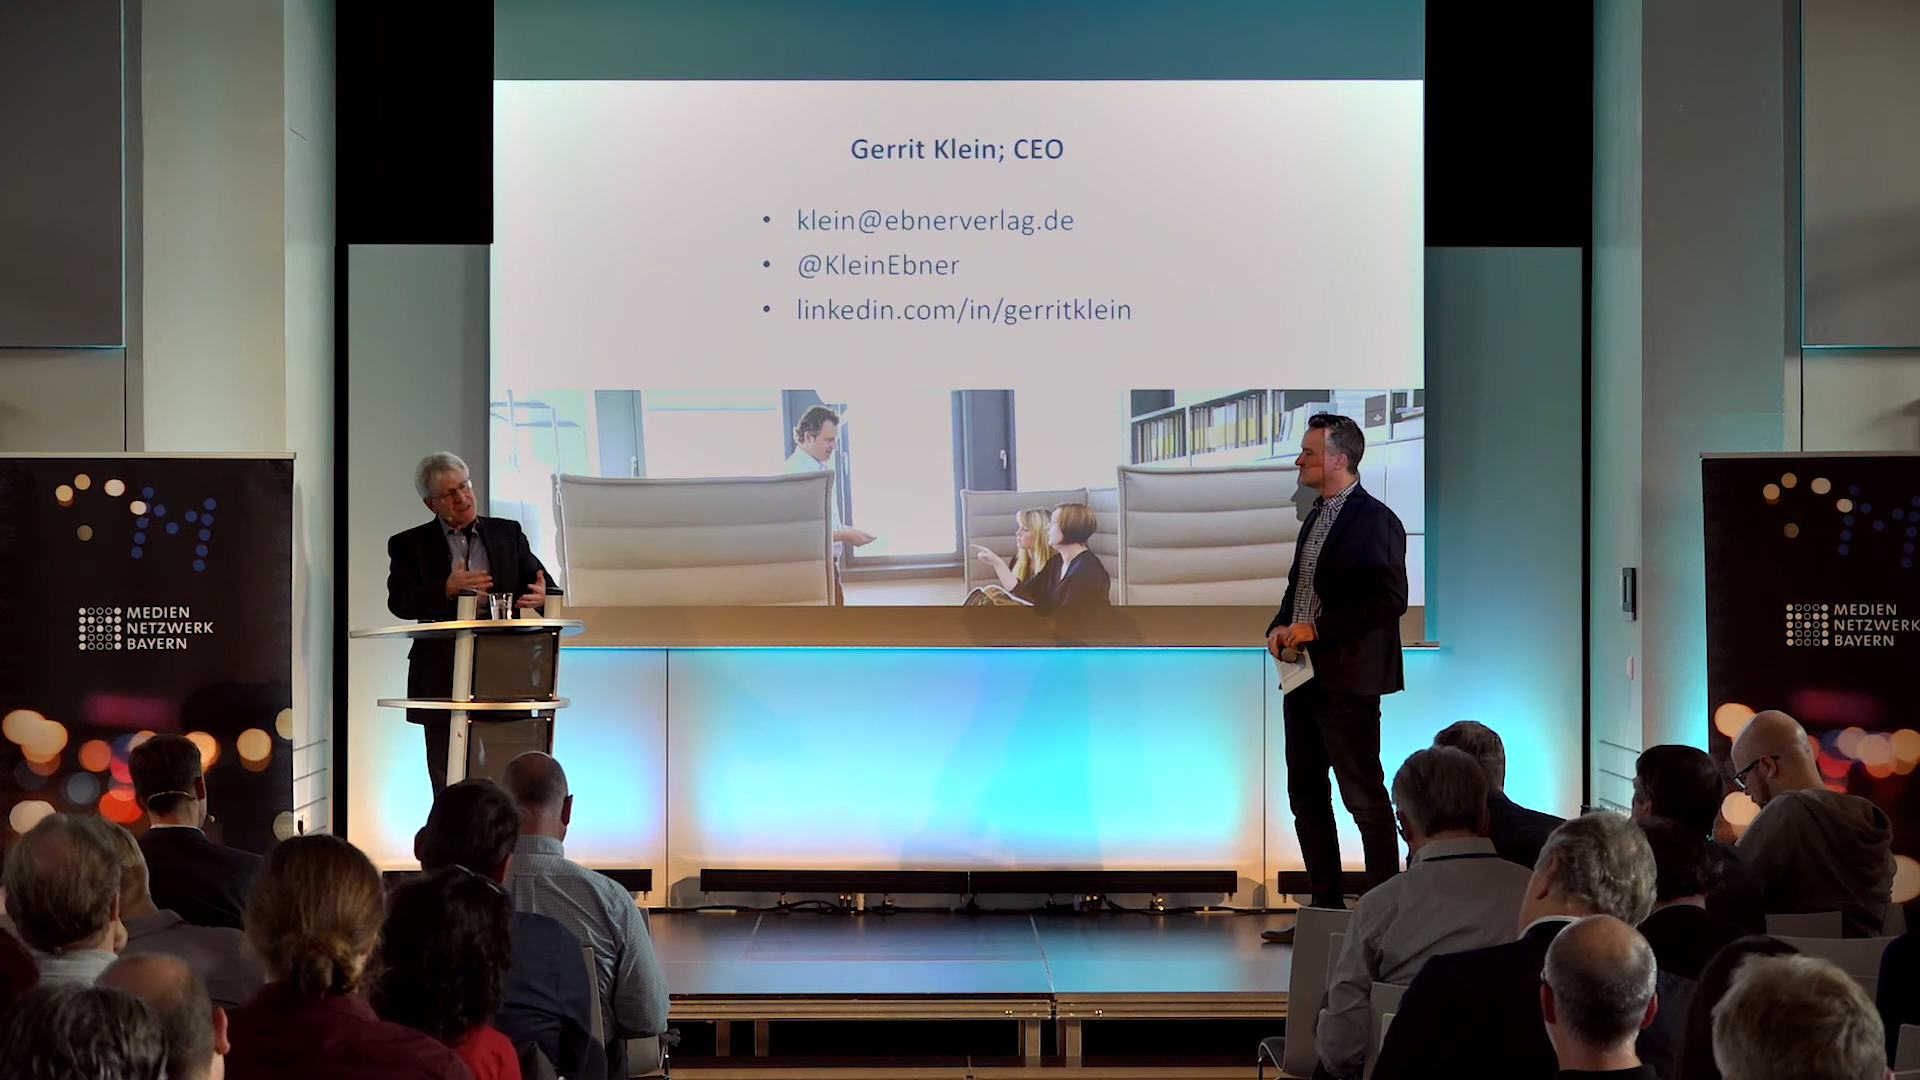 Gerrit Klein; CEO
• klein@ebnerverlag.de
• @KleinEbner
• linkedin.com/in/gerritklein
MEDIEN
NETZWERK
BAYERN
MEDIEN
NETZWERK
BAYERN